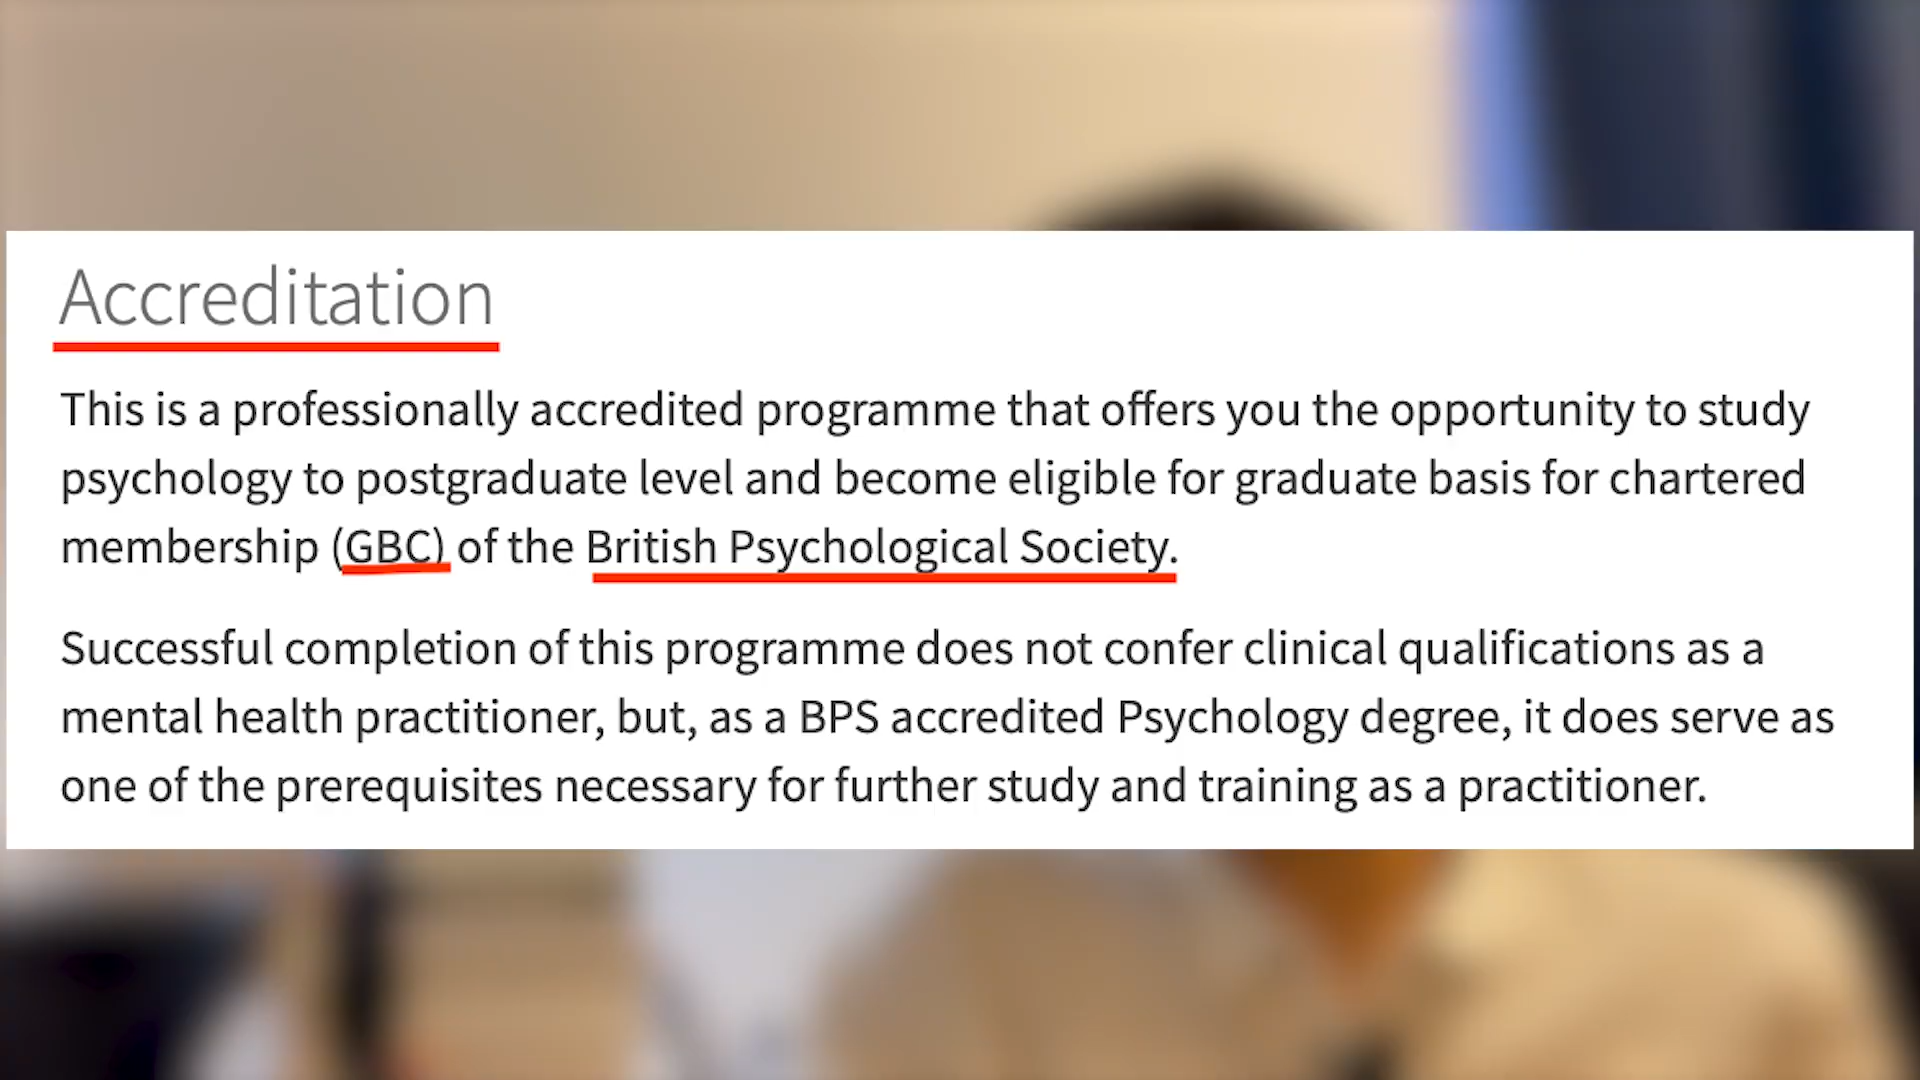 Accreditation
This is a professionally accredited programme that offers you the opportunity to study
psychology to postgraduate level and become eligible for graduate basis for chartered
membership (GBC) of the British Psychological Society.
Successful completion of this programme does not confer clinical qualifications as a
mental health practitioner, but, as a BPS accredited Psychology degree, it does serve as
one of the prerequisites necessary for further study and training as a practitioner.